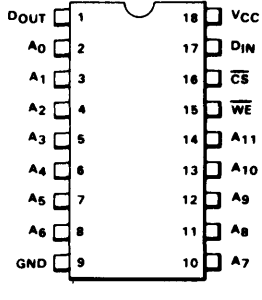 DOUT 1 18 VCC
A0 2 17 DIN
A1 3 16 CS
A2 4 15 WE
A3 5 14 A11
A4 6 13 A10
A5 7 12 A9
A6 8 11 A8
GND 9 10 A7